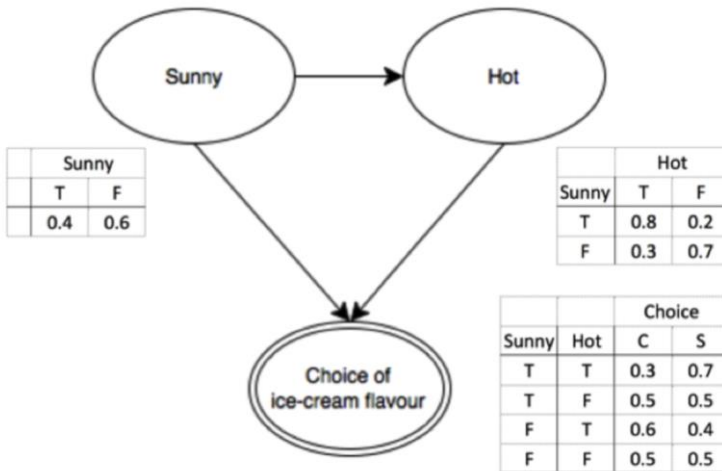 Sunny
Hot
Sunny
T F
0.4 0.6
Hot
Sunny T F
T 0.8 0.2
F 0.3 0.7
Choice of
ice-cream flavour
Choice
Sunny Hot C S
T T 0.3 0.7
T F 0.5 0.5
F T 0.6 0.4
F F 0.5 0.5